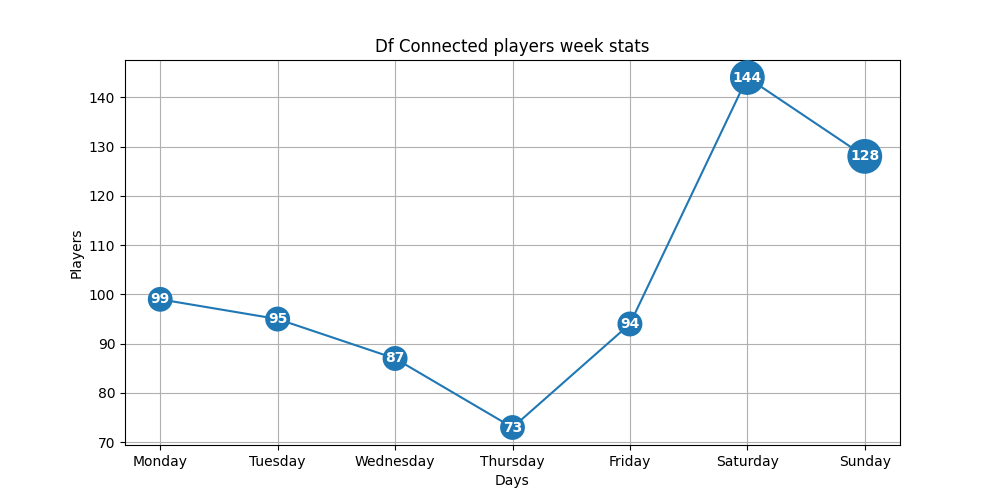 Df Connected players week stats
140
130
120
110
100
90
80
70
Players
99
95
87
73
94
144
128
Monday
Tuesday
Wednesday
Thursday
Friday
Saturday
Sunday
Days